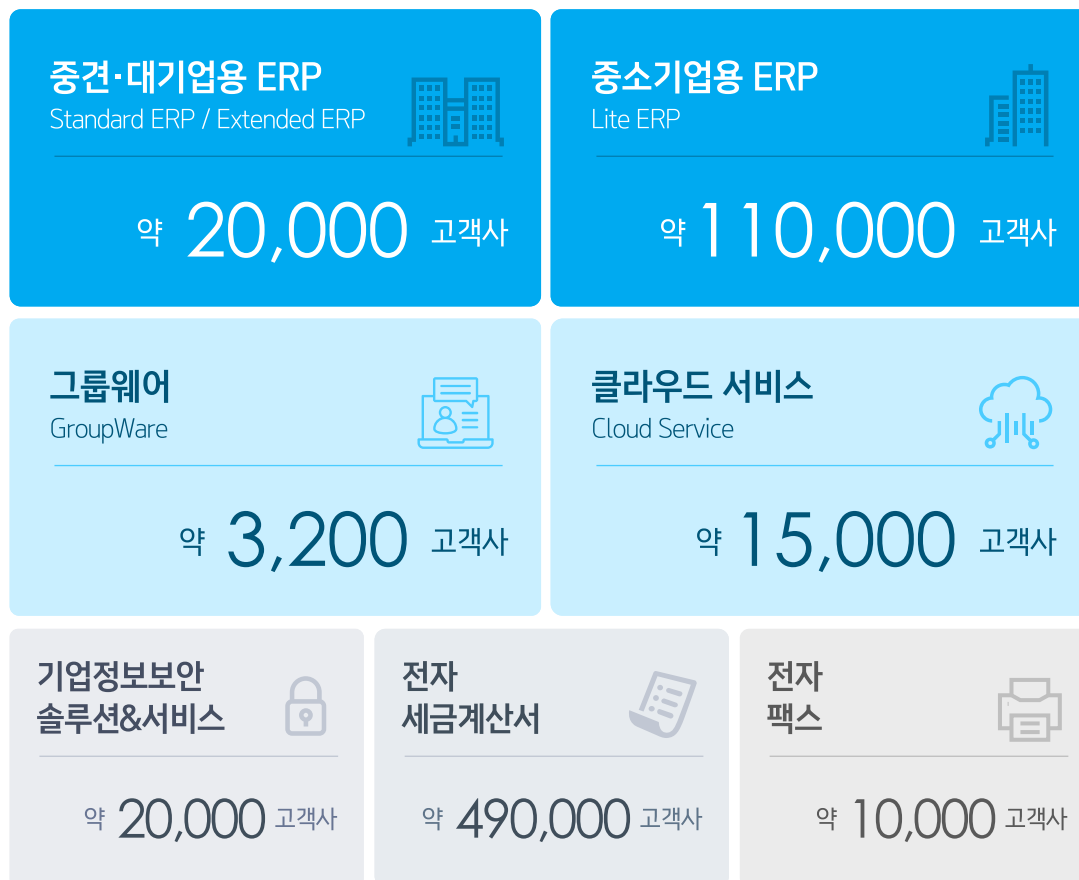 중견·대기업용 ERP
Standard ERP / Extended ERP
약 20,000 고객사
중소기업용 ERP
Lite ERP
약 110,000 고객사
그룹웨어
GroupWare
약 3,200 고객사
클라우드 서비스
Cloud Service
약 15,000 고객사
기업정보보안
솔루션&서비스
약 20,000 고객사
전자
세금계산서
약 490,000 고객사
전자
팩스
약 10,000 고객사